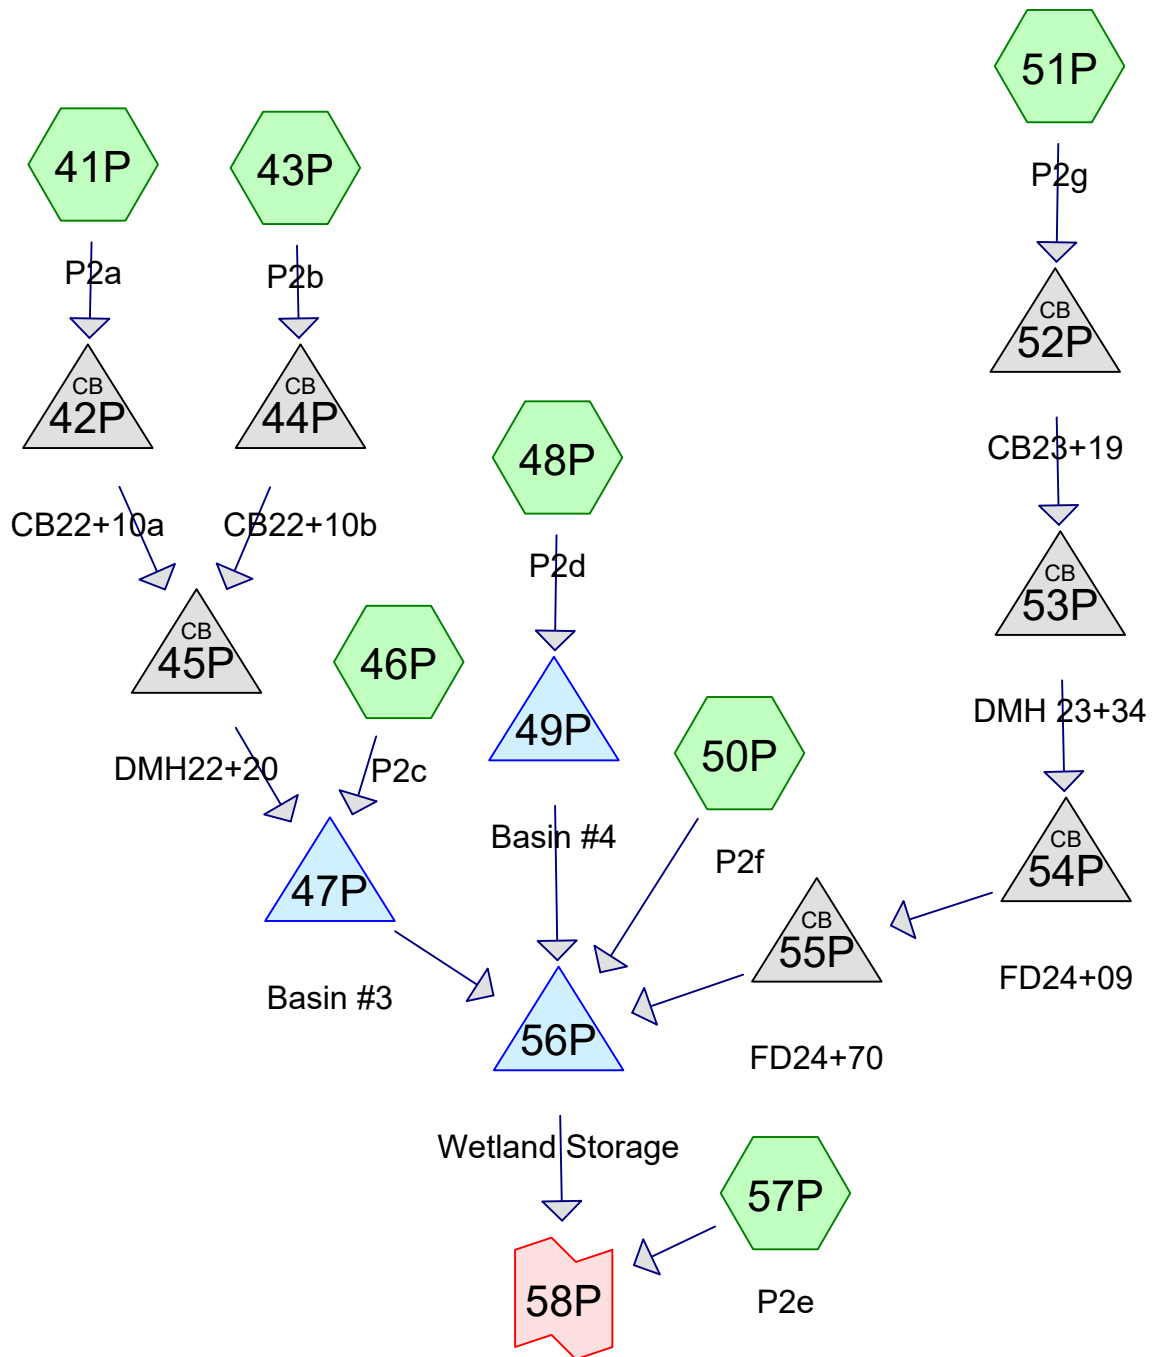 51P
41P
43P
P2g
P2a
P2b
CB
52P
CB
42P
CB
44P
48P
CB23+19
CB22+10a
CB22+10b
P2d
CB
53P
CB
45P
46P
DMH 23+34
49P
50P
DMH22+20
P2c
Basin #4
P2f
CB
54P
47P
CB
55P
FD24+09
Basin #3
56P
FD24+70
Wetland Storage
57P
58P
P2e